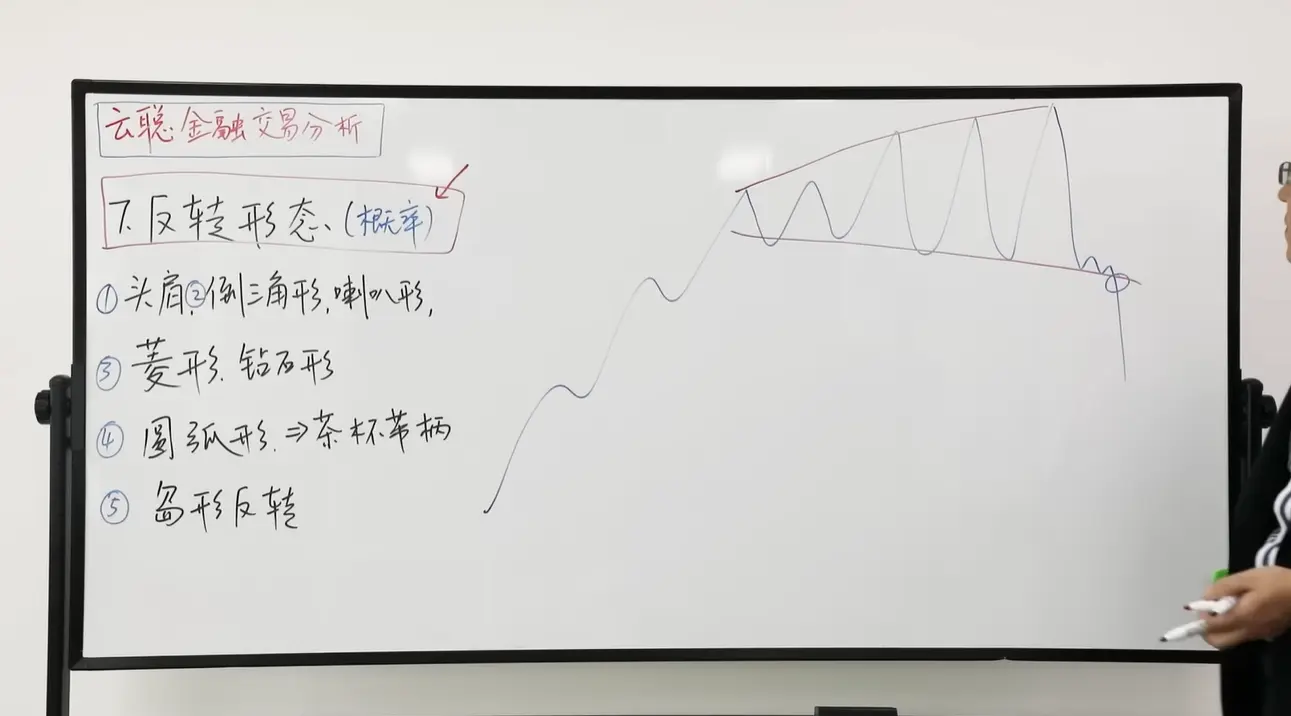 云聪.金融交易分析
7.反转形态、(概率)
①头肩,②倒三角形,喇叭形,
③菱形.钻石形
④圆弧形.⇒茶杯带柄
⑤岛形反转